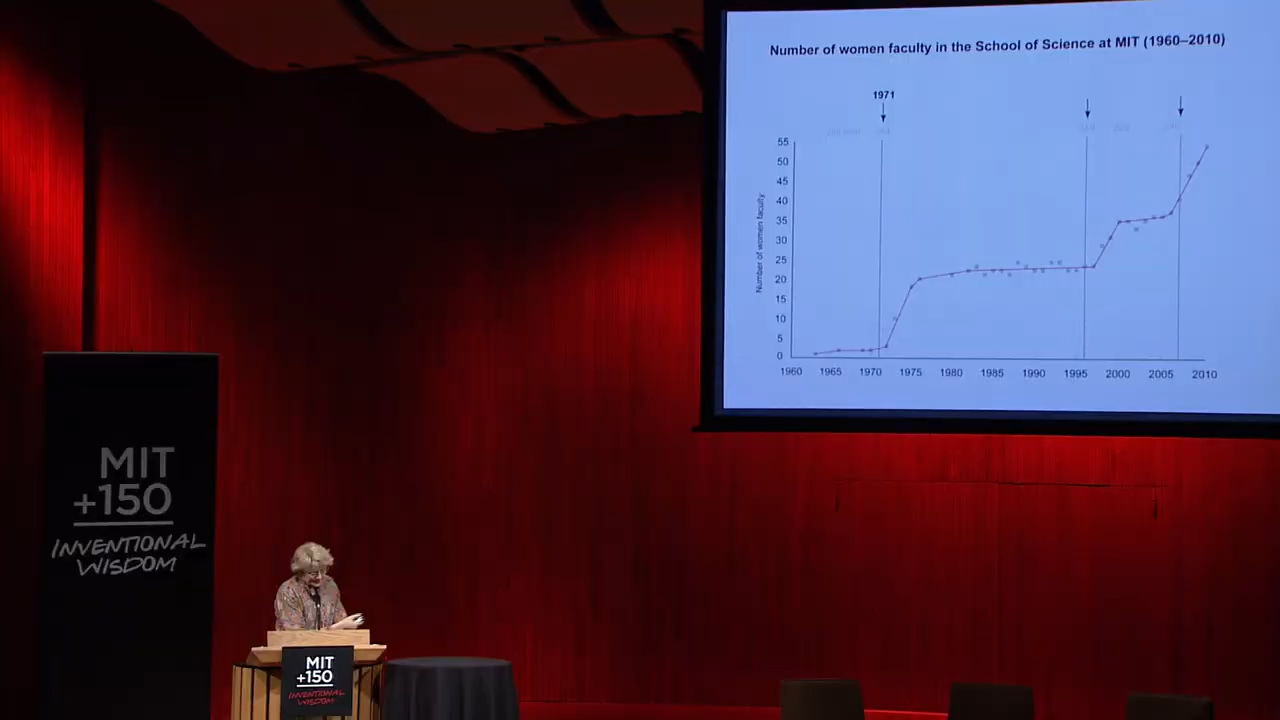 Number of women faculty in the School of Science at MIT (1960–2010)
1971
55
50
45
40
35
30
25
20
15
10
5
0
Number of women faculty
1960 1965 1970 1975 1980 1985 1990 1995 2000 2005 2010
MIT
+150
INVENTIONAL
WISDOM
MIT
+150
INVENTIONAL
WISDOM